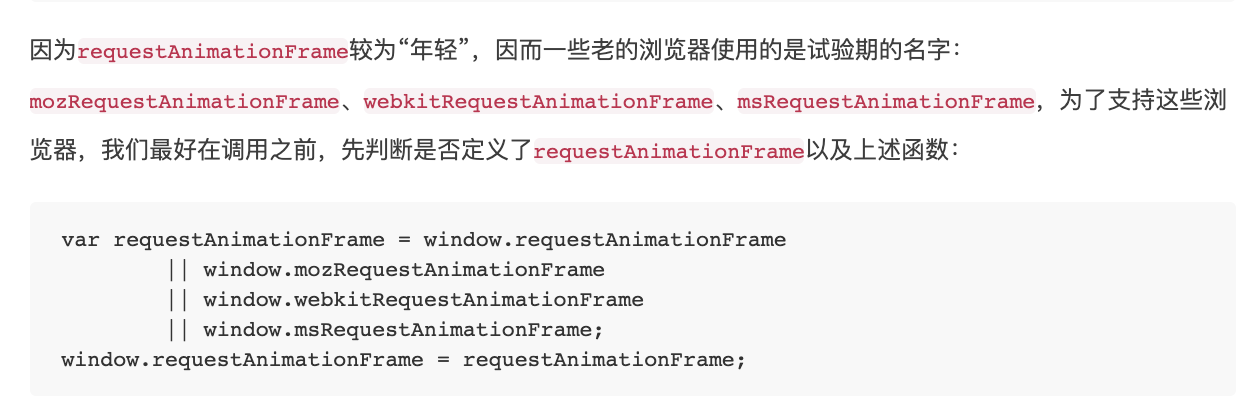 因为requestAnimationFrame较为“年轻”，因而一些老的浏览器使用的是试验期的名字：
mozRequestAnimationFrame、webkitRequestAnimationFrame、msRequestAnimationFrame，为了支持这些浏
览器，我们最好在调用之前，先判断是否定义了requestAnimationFrame以及上述函数：
var requestAnimationFrame = window.requestAnimationFrame
        || window.mozRequestAnimationFrame
        || window.webkitRequestAnimationFrame
        || window.msRequestAnimationFrame;
window.requestAnimationFrame = requestAnimationFrame;